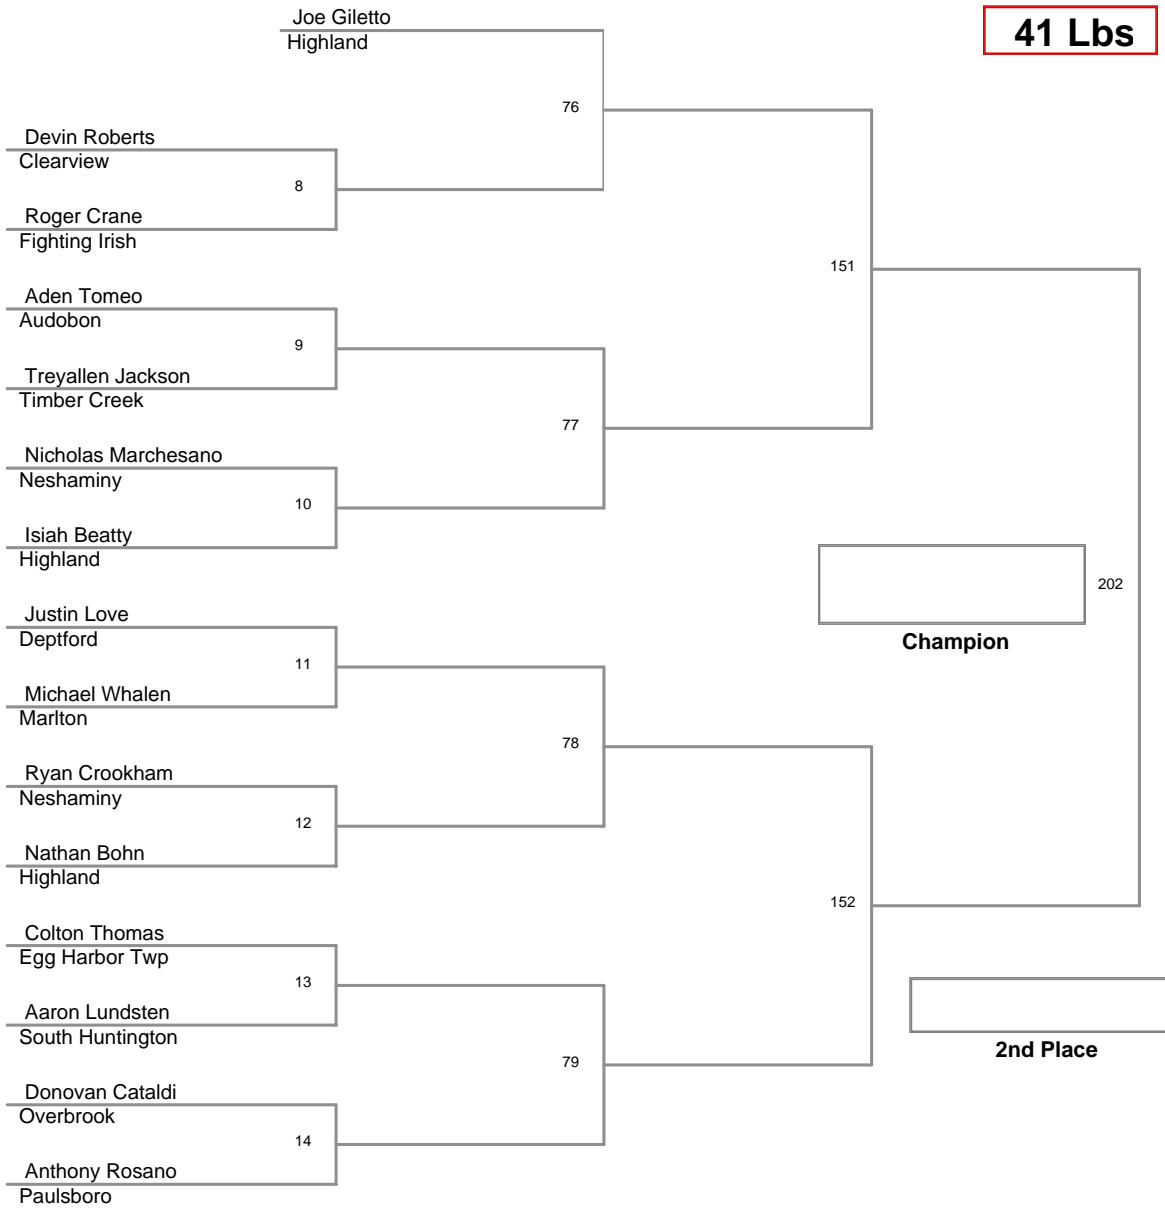 Joe Giletto
Highland
41 Lbs
76
Devin Roberts
Clearview
8
Roger Crane
Fighting Irish
151
Aden Tomeo
Audobon
9
Treyallen Jackson
Timber Creek
77
Nicholas Marchesano
Neshaminy
10
Isiah Beatty
Highland
202
Champion
Justin Love
Deptford
11
Michael Whalen
Marlton
78
Ryan Crookham
Neshaminy
12
Nathan Bohn
Highland
152
Colton Thomas
Egg Harbor Twp
13
Aaron Lundsten
South Huntington
2nd Place
79
Donovan Cataldi
Overbrook
14
Anthony Rosano
Paulsboro